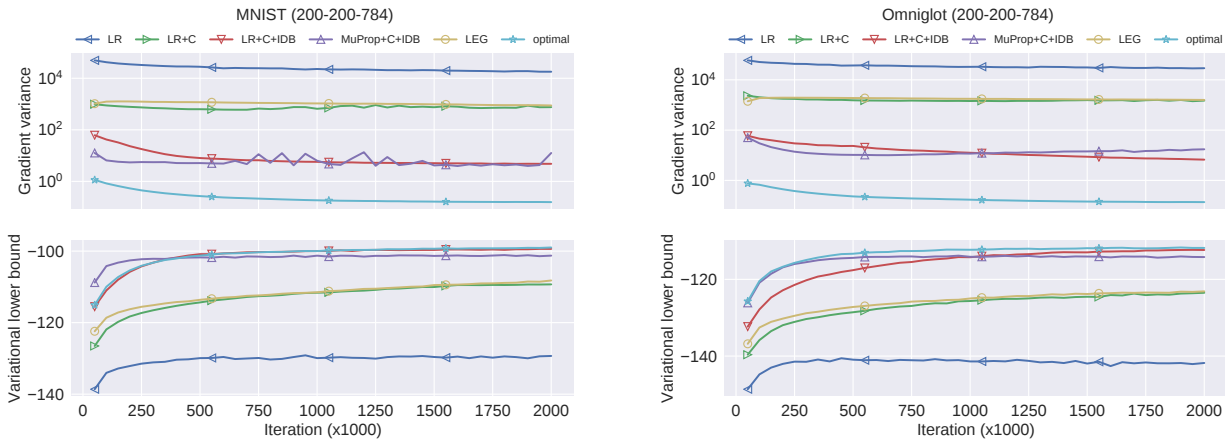 MNIST (200-200-784)
LR LR+C LR+C+IDB MuProp+C+IDB LEG optimal
Gradient variance
10^4
10^2
10^0
Variational lower bound
−100
−120
−140
0 250 500 750 1000 1250 1500 1750 2000
Iteration (x1000)
Omniglot (200-200-784)
LR LR+C LR+C+IDB MuProp+C+IDB LEG optimal
Gradient variance
10^4
10^2
10^0
Variational lower bound
−120
−140
0 250 500 750 1000 1250 1500 1750 2000
Iteration (x1000)